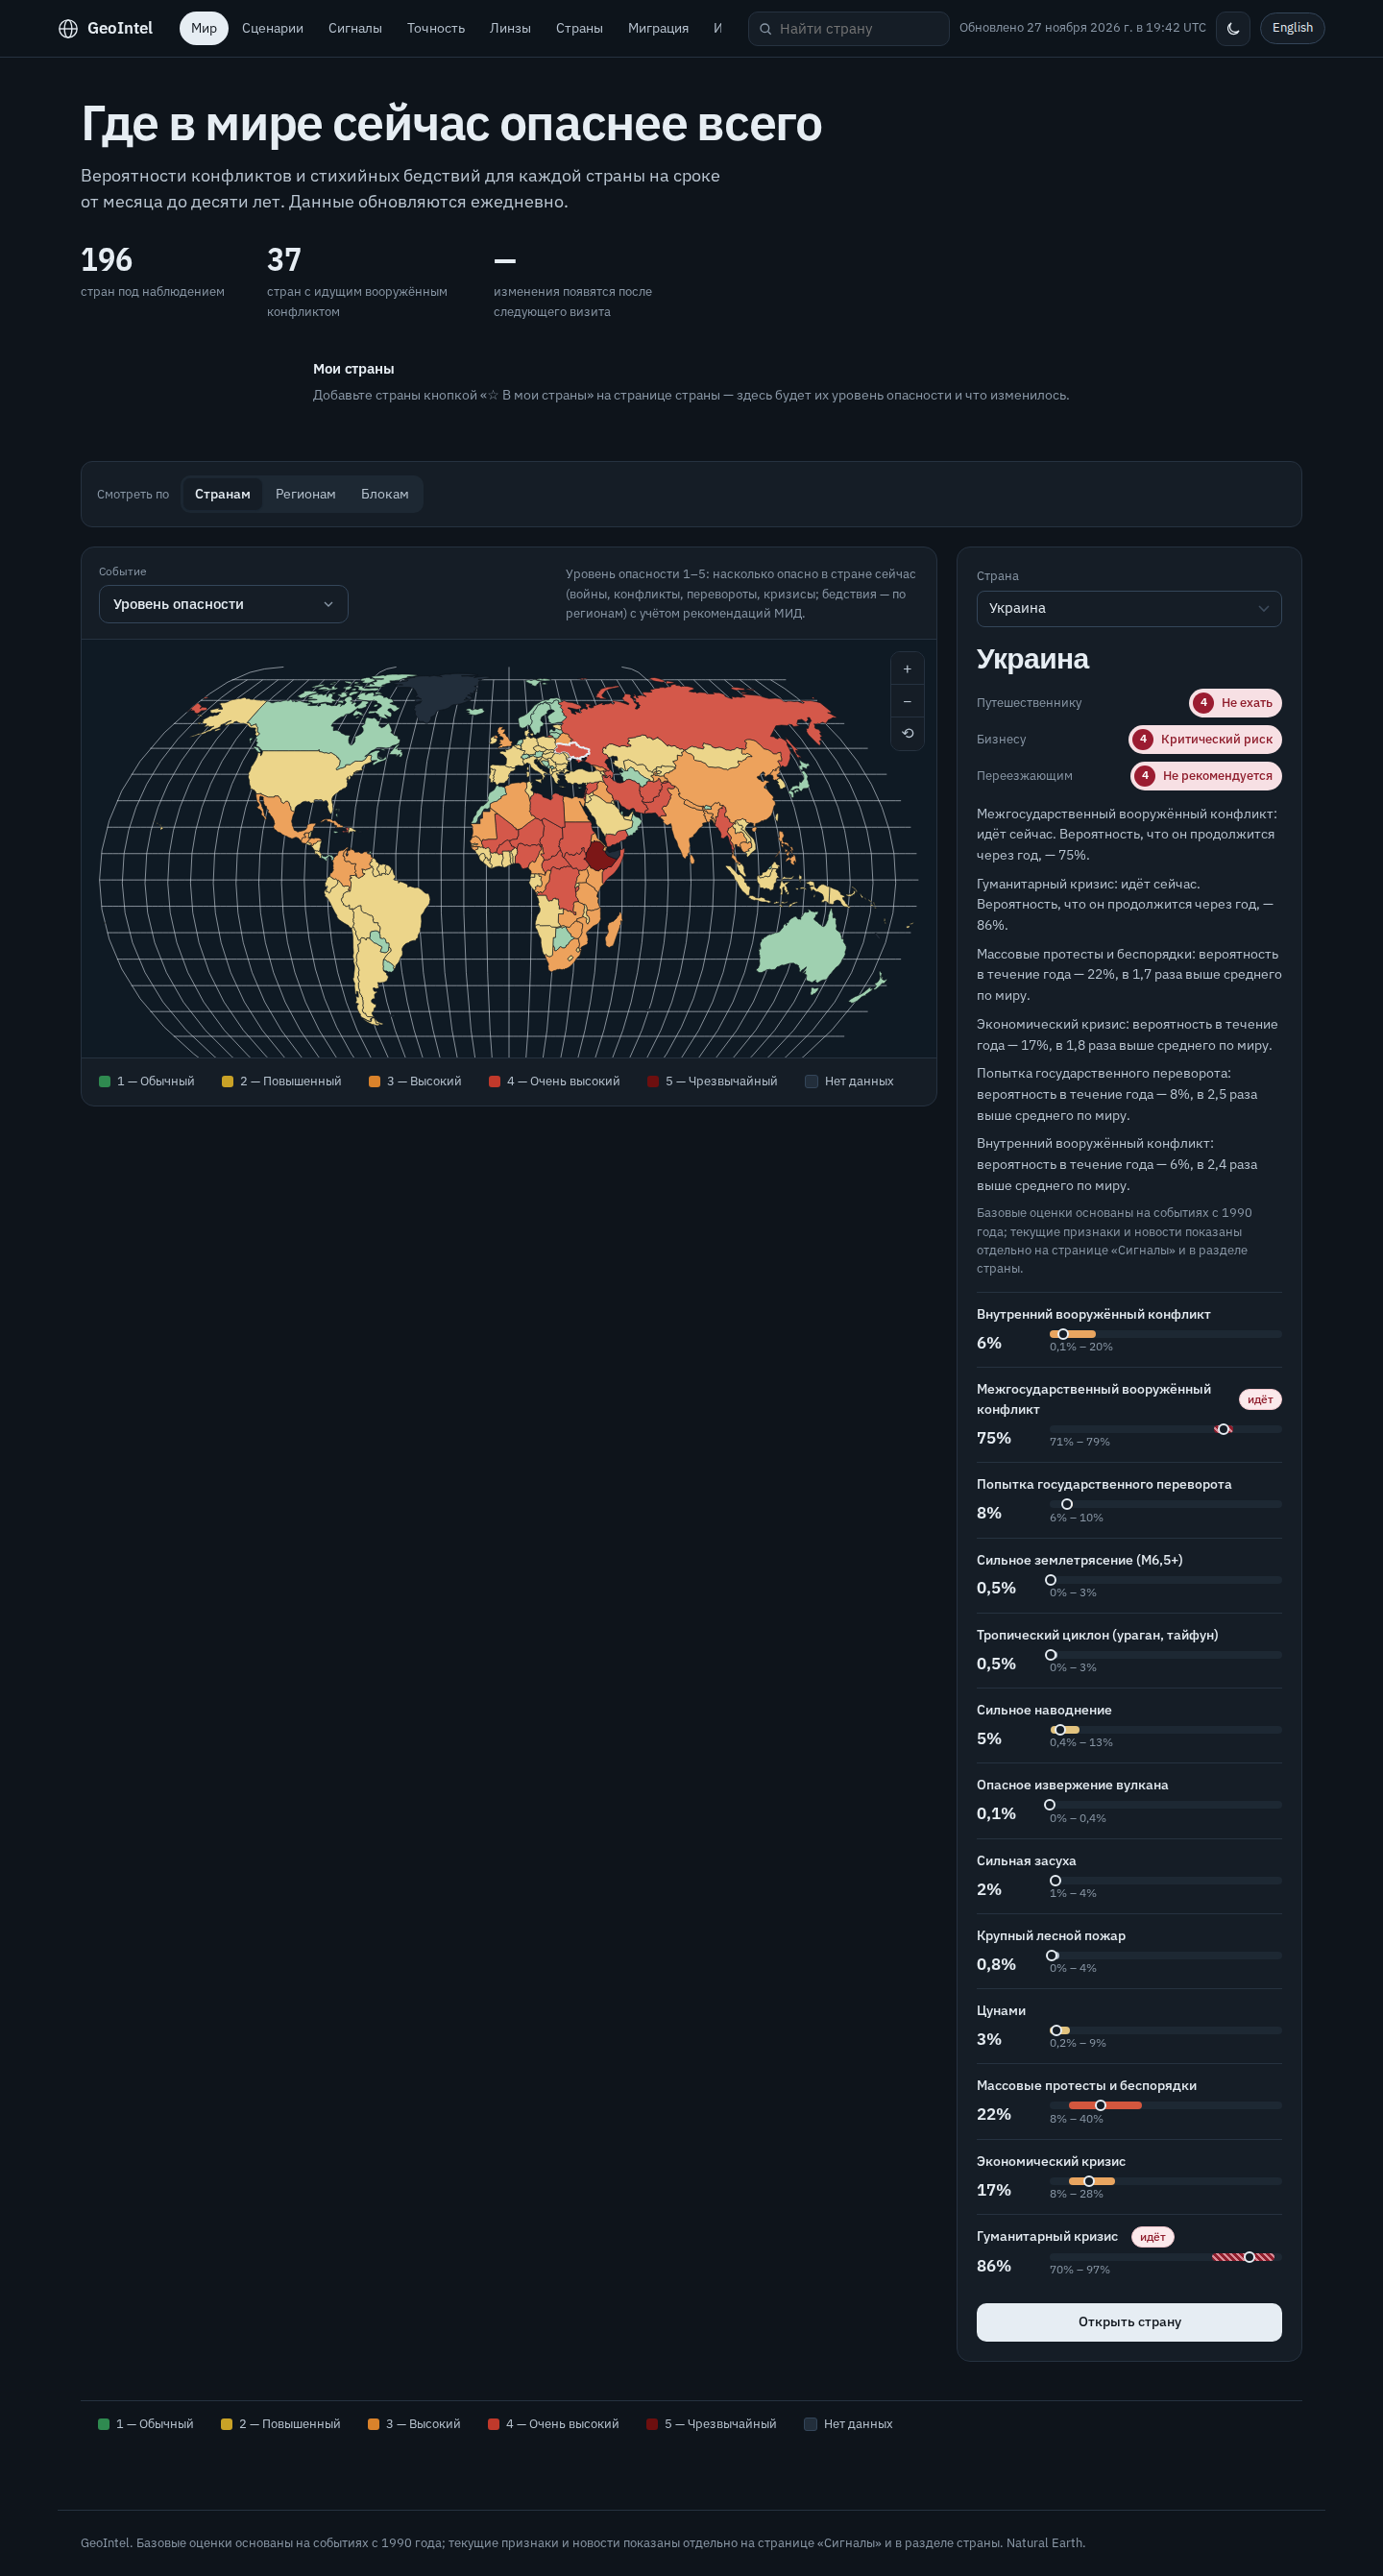 GeoIntel
Мир
Сценарии
Сигналы
Точность
Линзы
Страны
Миграция
И
Найти страну
Обновлено 27 ноября 2026 г. в 19:42 UTC
English
Где в мире сейчас опаснее всего
Вероятности конфликтов и стихийных бедствий для каждой страны на сроке
от месяца до десяти лет. Данные обновляются ежедневно.
196
стран под наблюдением
37
стран с идущим вооружённым
конфликтом
—
изменения появятся после
следующего визита
Мои страны
Добавьте страны кнопкой «☆ В мои страны» на странице страны — здесь будет их уровень опасности и что изменилось.
Смотреть по
Странам
Регионам
Блокам
Событие
Уровень опасности
Уровень опасности 1–5: насколько опасно в стране сейчас
(войны, конфликты, перевороты, кризисы; бедствия — по
регионам) с учётом рекомендаций МИД.
+
−
⟲
1 — Обычный
2 — Повышенный
3 — Высокий
4 — Очень высокий
5 — Чрезвычайный
Нет данных
Страна
Украина
Украина
Путешественнику
4 Не ехать
Бизнесу
4 Критический риск
Переезжающим
4 Не рекомендуется
Межгосударственный вооружённый конфликт:
идёт сейчас. Вероятность, что он продолжится
через год, — 75%.
Гуманитарный кризис: идёт сейчас.
Вероятность, что он продолжится через год, —
86%.
Массовые протесты и беспорядки: вероятность
в течение года — 22%, в 1,7 раза выше среднего
по миру.
Экономический кризис: вероятность в течение
года — 17%, в 1,8 раза выше среднего по миру.
Попытка государственного переворота:
вероятность в течение года — 8%, в 2,5 раза
выше среднего по миру.
Внутренний вооружённый конфликт:
вероятность в течение года — 6%, в 2,4 раза
выше среднего по миру.
Базовые оценки основаны на событиях с 1990
года; текущие признаки и новости показаны
отдельно на странице «Сигналы» и в разделе
страны.
Внутренний вооружённый конфликт
6%
0,1% – 20%
Межгосударственный вооружённый
конфликт
идёт
75%
71% – 79%
Попытка государственного переворота
8%
6% – 10%
Сильное землетрясение (M6,5+)
0,5%
0% – 3%
Тропический циклон (ураган, тайфун)
0,5%
0% – 3%
Сильное наводнение
5%
0,4% – 13%
Опасное извержение вулкана
0,1%
0% – 0,4%
Сильная засуха
2%
1% – 4%
Крупный лесной пожар
0,8%
0% – 4%
Цунами
3%
0,2% – 9%
Массовые протесты и беспорядки
22%
8% – 40%
Экономический кризис
17%
8% – 28%
Гуманитарный кризис
идёт
86%
70% – 97%
Открыть страну
1 — Обычный
2 — Повышенный
3 — Высокий
4 — Очень высокий
5 — Чрезвычайный
Нет данных
GeoIntel. Базовые оценки основаны на событиях с 1990 года; текущие признаки и новости показаны отдельно на странице «Сигналы» и в разделе страны. Natural Earth.